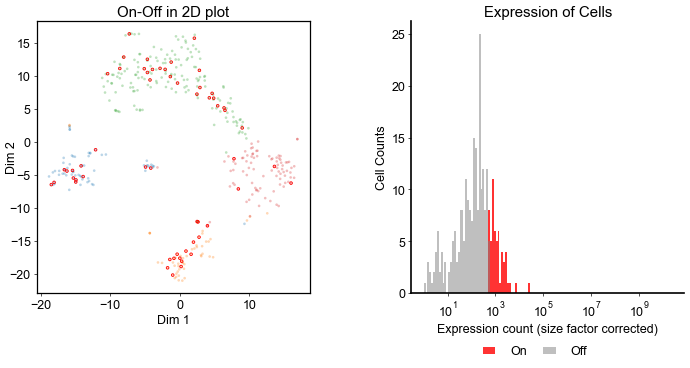 On-Off in 2D plot
Dim 2
15
10
5
0
−5
−10
−15
−20
−20 −10 0 10
Dim 1
Expression of Cells
Cell Counts
25
20
15
10
5
0
10^1 10^3 10^5 10^7 10^9
Expression count (size factor corrected)
On Off